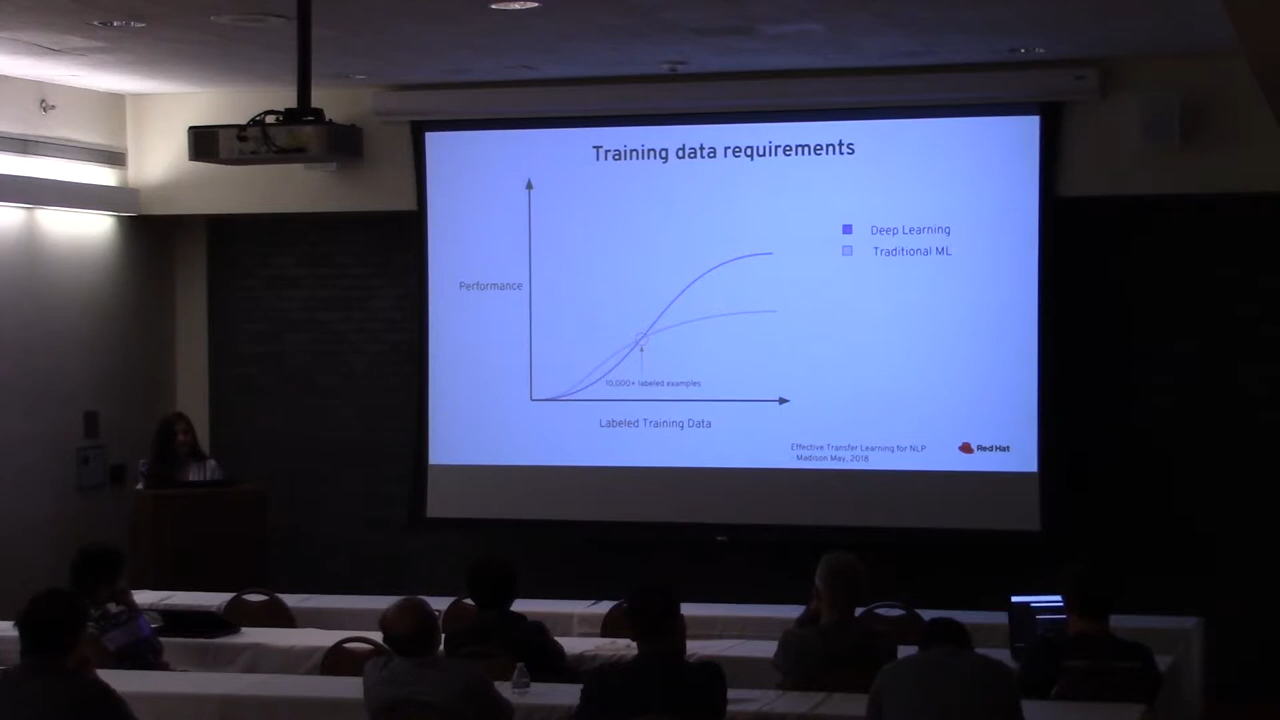 Training data requirements
Deep Learning
Traditional ML
Performance
10,000+ labeled examples
Labeled Training Data
Effective Transfer Learning for NLP
- Madison May, 2018
Red Hat